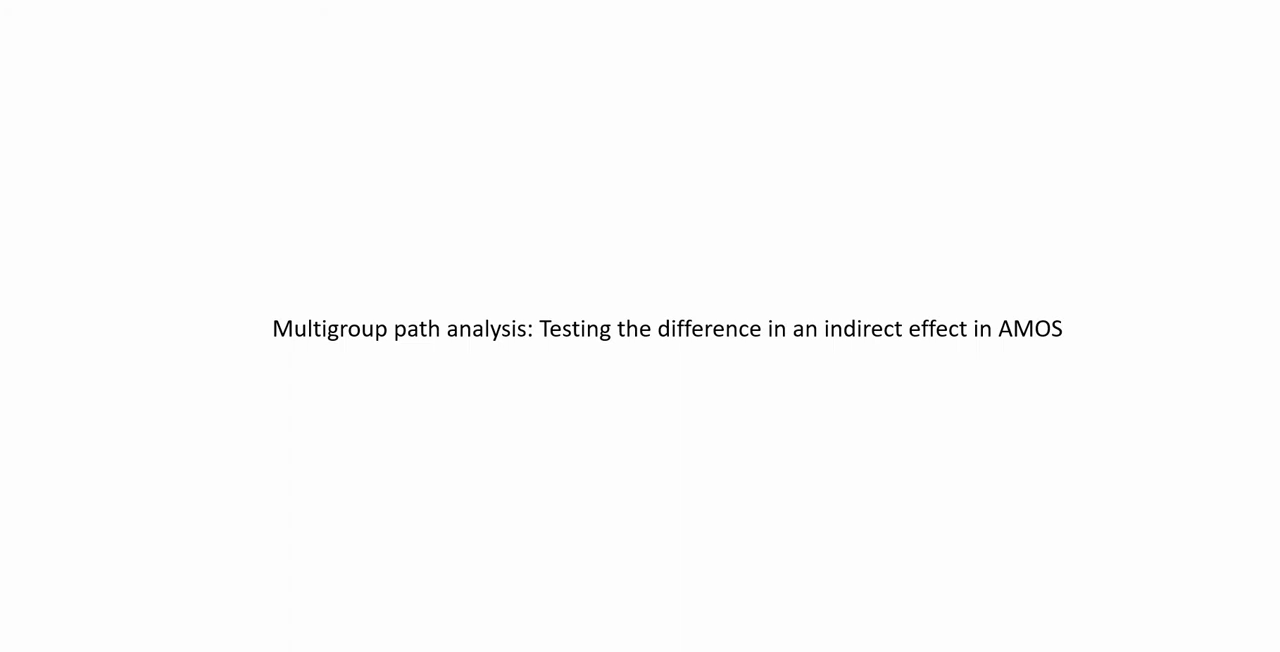 Multigroup path analysis: Testing the difference in an indirect effect in AMOS